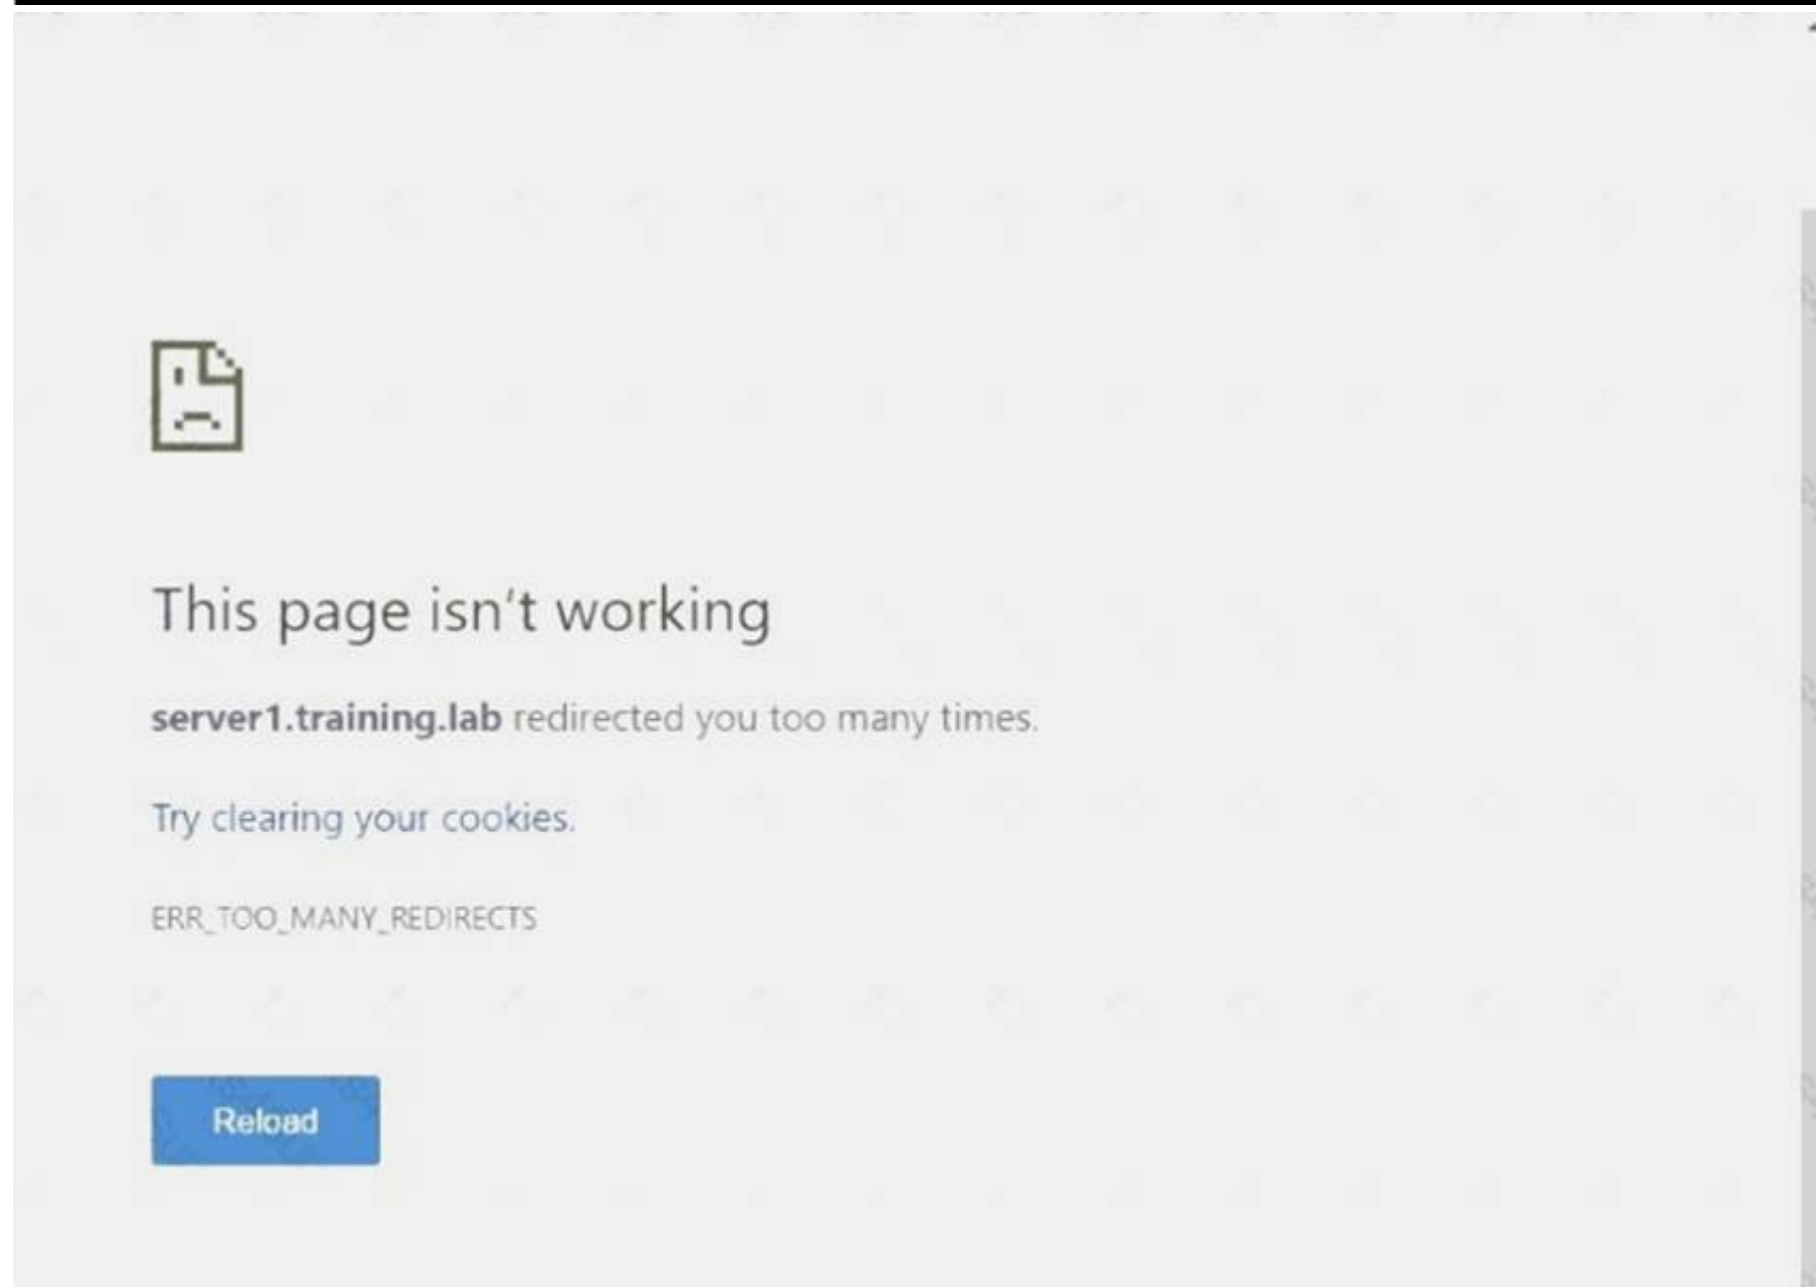 This page isn't working
server1.training.lab redirected you too many times.
Try clearing your cookies.
ERR_TOO_MANY_REDIRECTS
Reload